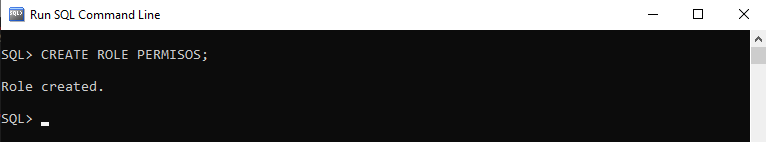 Run SQL Command Line
SQL> CREATE ROLE PERMISOS;
Role created.
SQL>